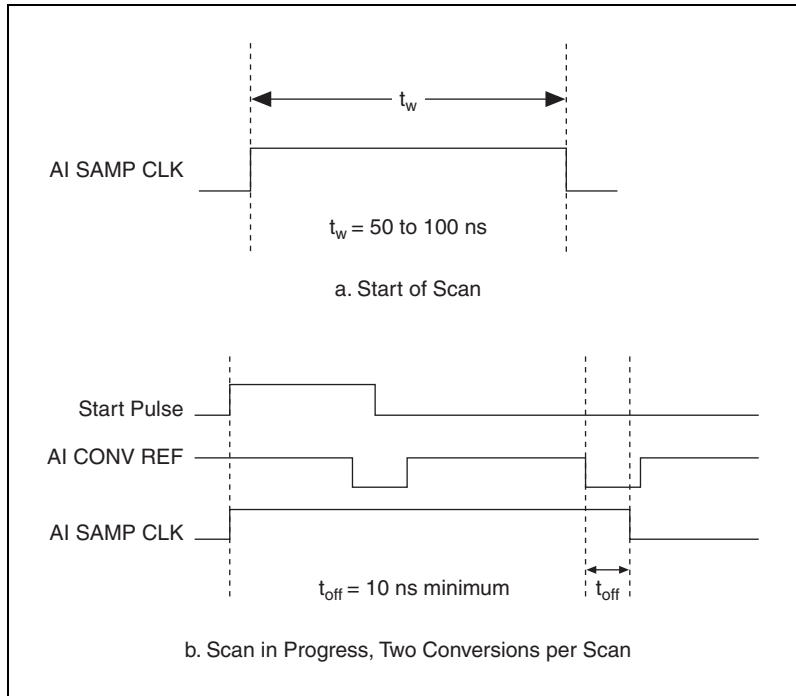 t_w
AI SAMP CLK
t_w = 50 to 100 ns
a. Start of Scan
Start Pulse
AI CONV REF
AI SAMP CLK
t_off = 10 ns minimum
t_off
b. Scan in Progress, Two Conversions per Scan